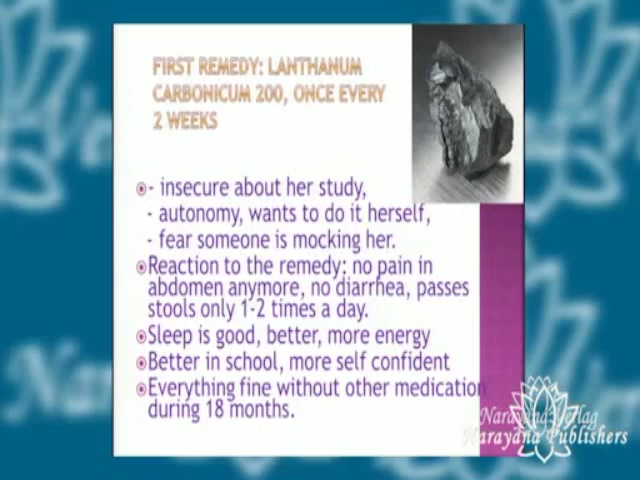 FIRST REMEDY: LANTHANUM
CARBONICUM 200, ONCE EVERY
2 WEEKS
- insecure about her study,
- autonomy, wants to do it herself,
- fear someone is mocking her.
Reaction to the remedy: no pain in
abdomen anymore, no diarrhea, passes
stools only 1-2 times a day.
Sleep is good, better, more energy
Better in school, more self confident
Everything fine without other medication
during 18 months.
Narayana Verlag
Narayana Publishers